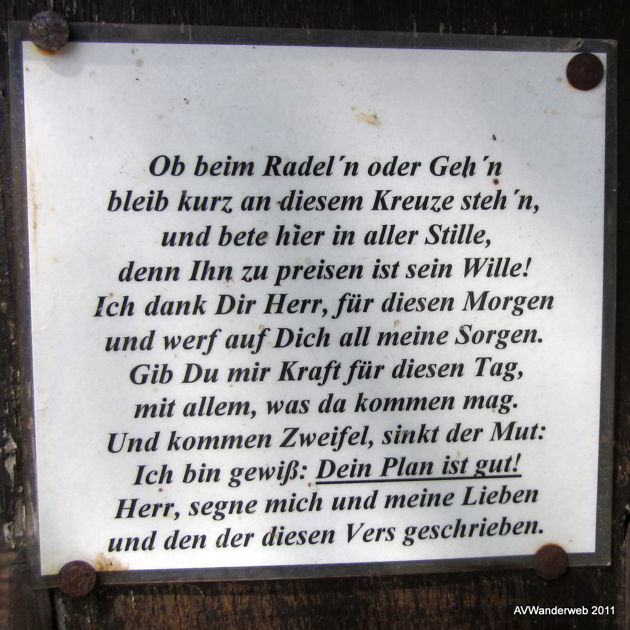 Ob beim Radel´n oder Geh´n
bleib kurz an diesem Kreuze steh´n,
und bete hier in aller Stille,
denn Ihn zu preisen ist sein Wille!
Ich dank Dir Herr, für diesen Morgen
und werf auf Dich all meine Sorgen.
Gib Du mir Kraft für diesen Tag,
mit allem, was da kommen mag.
Und kommen Zweifel, sinkt der Mut:
Ich bin gewiß: Dein Plan ist gut!
Herr, segne mich und meine Lieben
und den der diesen Vers geschrieben.
AVWanderweb 2011